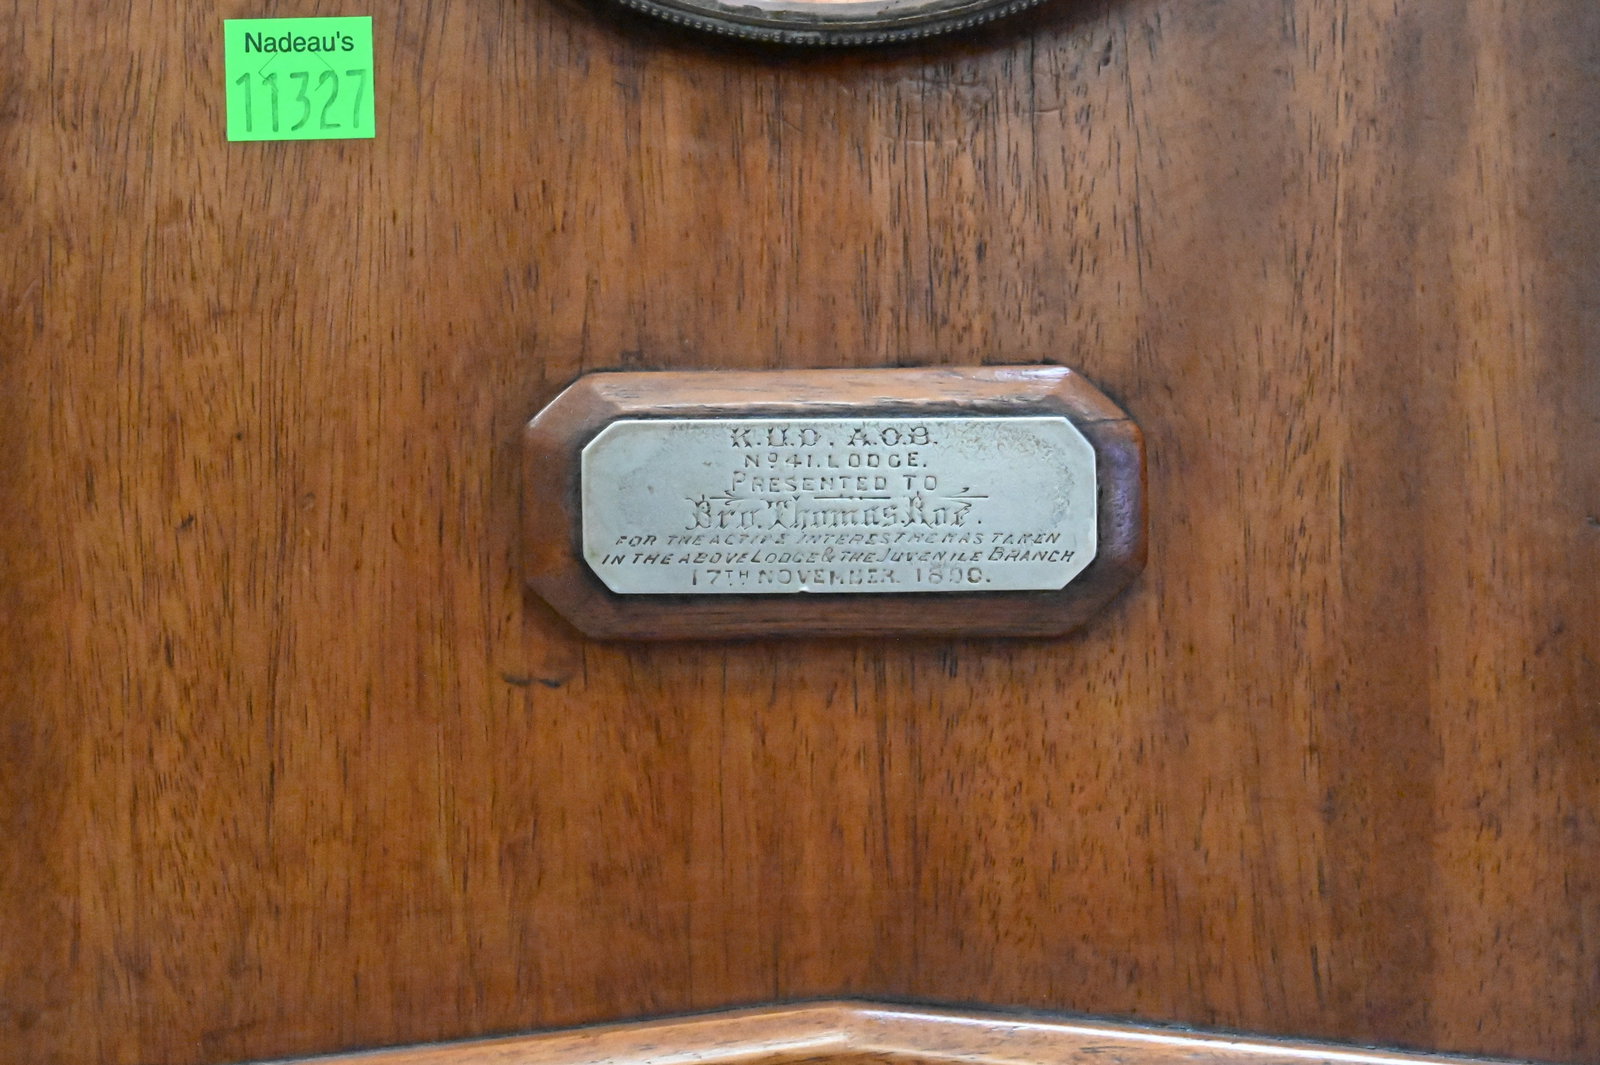 Nadeau's
11327
K.U.O. A.O.B.
No 41. LODGE.
PRESENTED TO
Bro. Thomas Roe.
FOR THE ACTIVE INTEREST HE HAS TAKEN
IN THE ABOVE LODGE & THE JUVENILE BRANCH
17TH NOVEMBER. 1890.